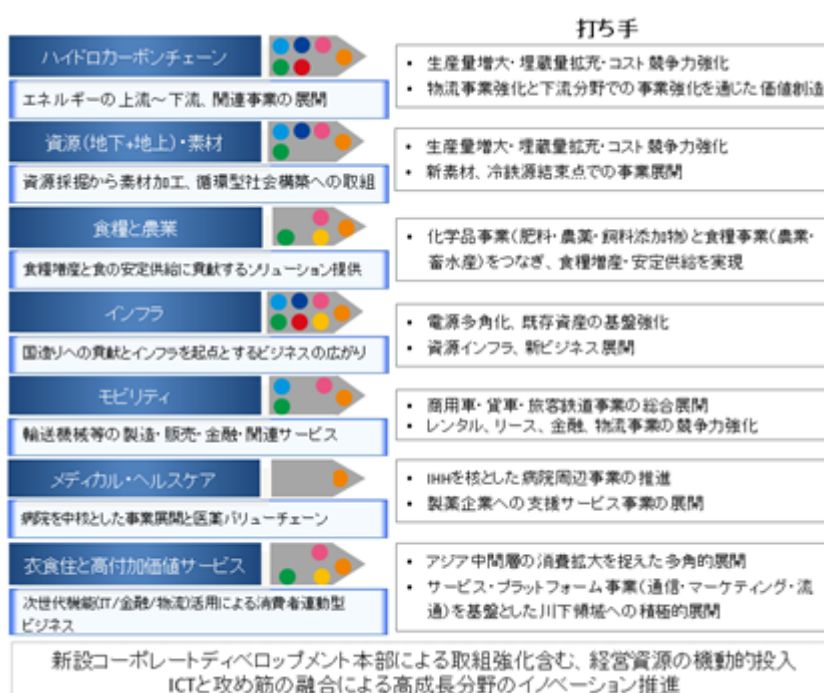 打ち手
ハイドロカーボンチェーン
エネルギーの上流～下流、関連事業の展開
・ 生産量増大・埋蔵量拡充・コスト競争力強化
・ 物流事業強化と下流分野での事業強化を通じた価値創造
資源(地下+地上)・素材
資源採掘から素材加工、循環型社会構築への取組
・ 生産量増大・埋蔵量拡充・コスト競争力強化
・ 新素材、冷鉄源結束点での事業展開
食糧と農業
食糧増産と食の安定供給に貢献するソリューション提供
・ 化学品事業(肥料・農薬・飼料添加物)と食糧事業(農業・
畜水産)をつなぎ、食糧増産・安定供給を実現
インフラ
国造りへの貢献とインフラを起点とするビジネスの広がり
・ 電源多角化、既存資産の基盤強化
・ 資源インフラ、新ビジネス展開
モビリティ
輸送機械等の製造・販売・金融・関連サービス
・ 商用車・貨車・旅客鉄道事業の総合展開
・ レンタル、リース、金融、物流事業の競争力強化
メディカル・ヘルスケア
病院を中核とした事業展開と医薬バリューチェーン
・ IHHを核とした病院周辺事業の推進
・ 製薬企業への支援サービス事業の展開
衣食住と高付加価値サービス
次世代機能(IT/金融/物流)活用による消費者連動型
ビジネス
・ アジア中間層の消費拡大を捉えた多角的展開
・ サービス・プラットフォーム事業(通信・マーケティング・流
通)を基盤とした川下領域への積極的展開
新設コーポレートディベロップメント本部による取組強化含む、経営資源の機動的投入
ICTと攻め筋の融合による高成長分野のイノベーション推進